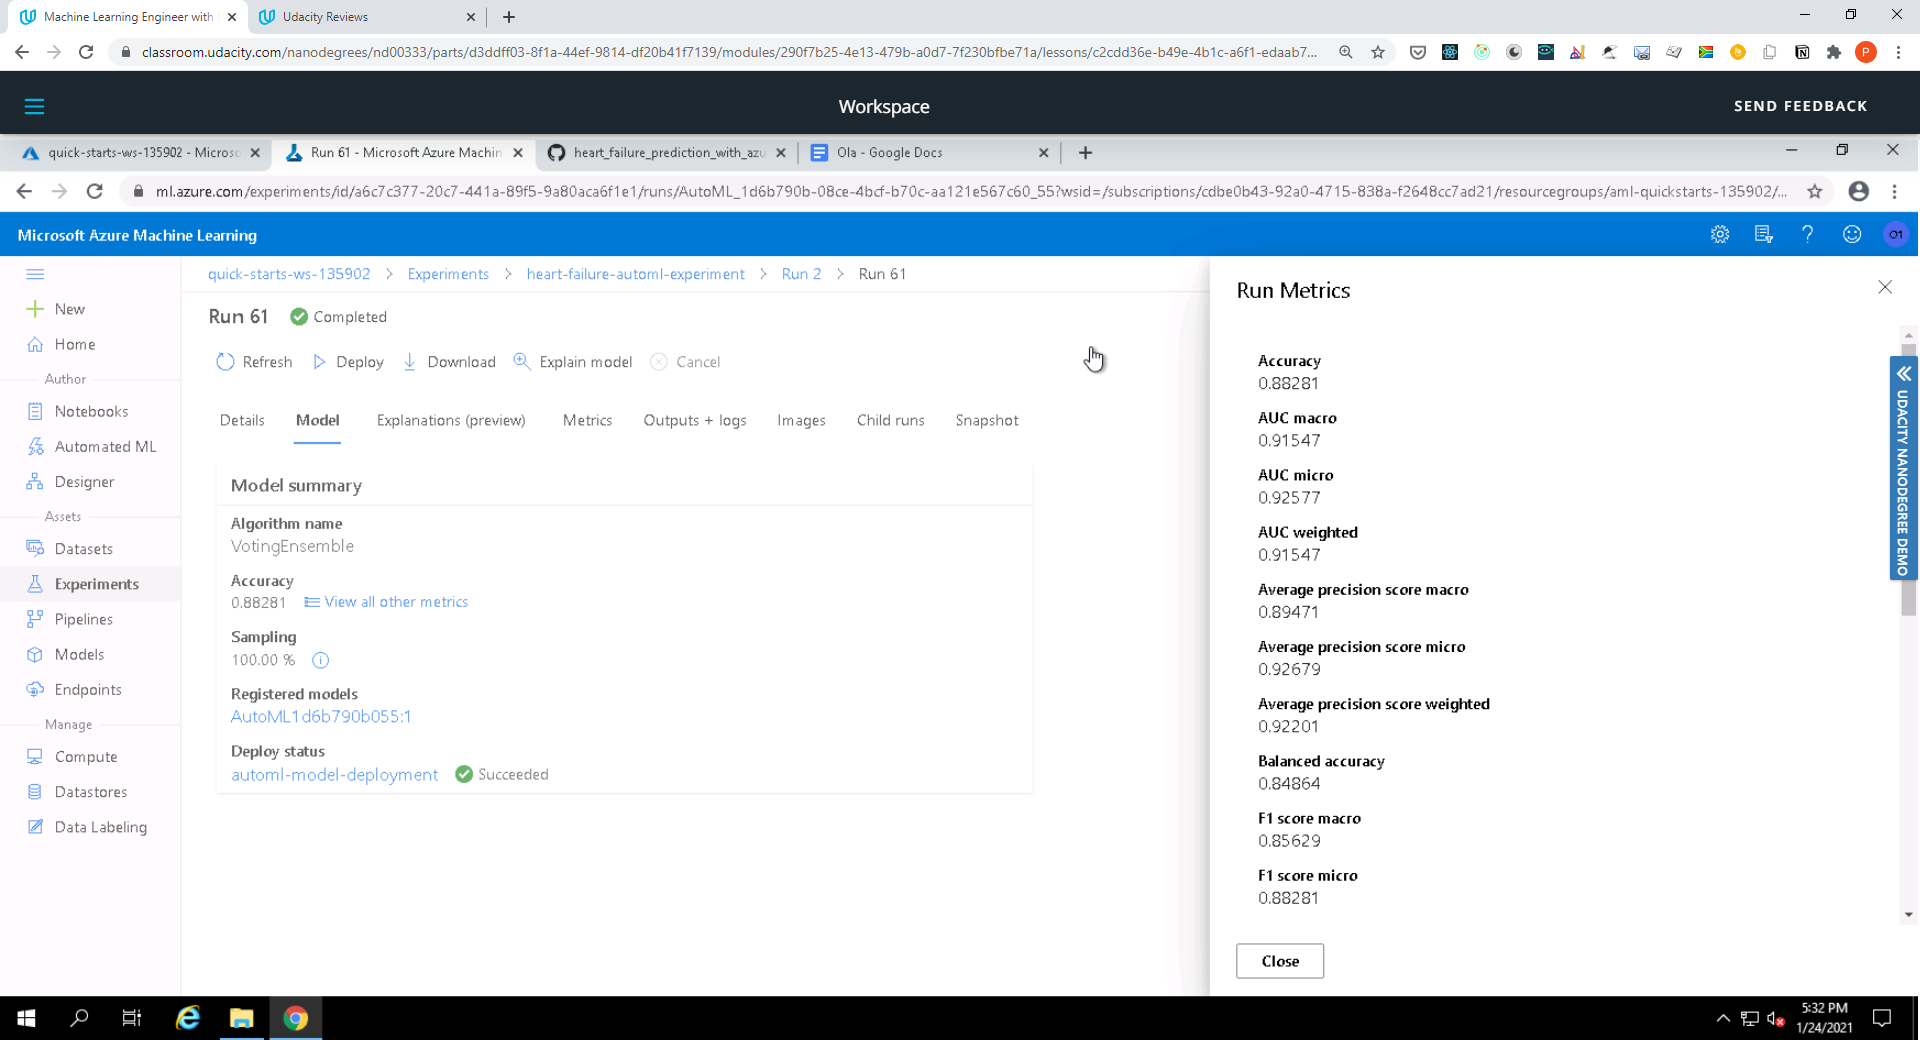 Machine Learning Engineer with
Udacity Reviews
classroom.udacity.com/nanodegrees/nd00333/parts/d3ddff03-8f1a-44ef-9814-df20b41f7139/modules/290f7b25-4e13-479b-a0d7-7f230bfbe71a/lessons/c2cdd36e-b49e-4b1c-a6f1-edaab7...
P
Workspace
SEND FEEDBACK
quick-starts-ws-135902 - Microso
Run 61 - Microsoft Azure Machin
heart_failure_prediction_with_azu
Ola - Google Docs
ml.azure.com/experiments/id/a6c7c377-20c7-441a-89f5-9a80aca6f1e1/runs/AutoML_1d6b790b-08ce-4bcf-b70c-aa121e567c60_55?wsid=/subscriptions/cdbe0b43-92a0-4715-838a-f2648cc7ad21/resourcegroups/aml-quickstarts-135902/...
Microsoft Azure Machine Learning
O1
New
Home
Author
Notebooks
Automated ML
Designer
Assets
Datasets
Experiments
Pipelines
Models
Endpoints
Manage
Compute
Datastores
Data Labeling
quick-starts-ws-135902 > Experiments > heart-failure-automl-experiment > Run 2 > Run 61
Run 61 Completed
Refresh Deploy Download Explain model Cancel
Details Model Explanations (preview) Metrics Outputs + logs Images Child runs Snapshot
Model summary
Algorithm name
VotingEnsemble
Accuracy
0.88281 View all other metrics
Sampling
100.00 %
Registered models
AutoML1d6b790b055:1
Deploy status
automl-model-deployment Succeeded
Run Metrics
Accuracy
0.88281
AUC macro
0.91547
AUC micro
0.92577
AUC weighted
0.91547
Average precision score macro
0.89471
Average precision score micro
0.92679
Average precision score weighted
0.92201
Balanced accuracy
0.84864
F1 score macro
0.85629
F1 score micro
0.88281
Close
UDACITY NANODEGREE DEMO
5:32 PM
1/24/2021